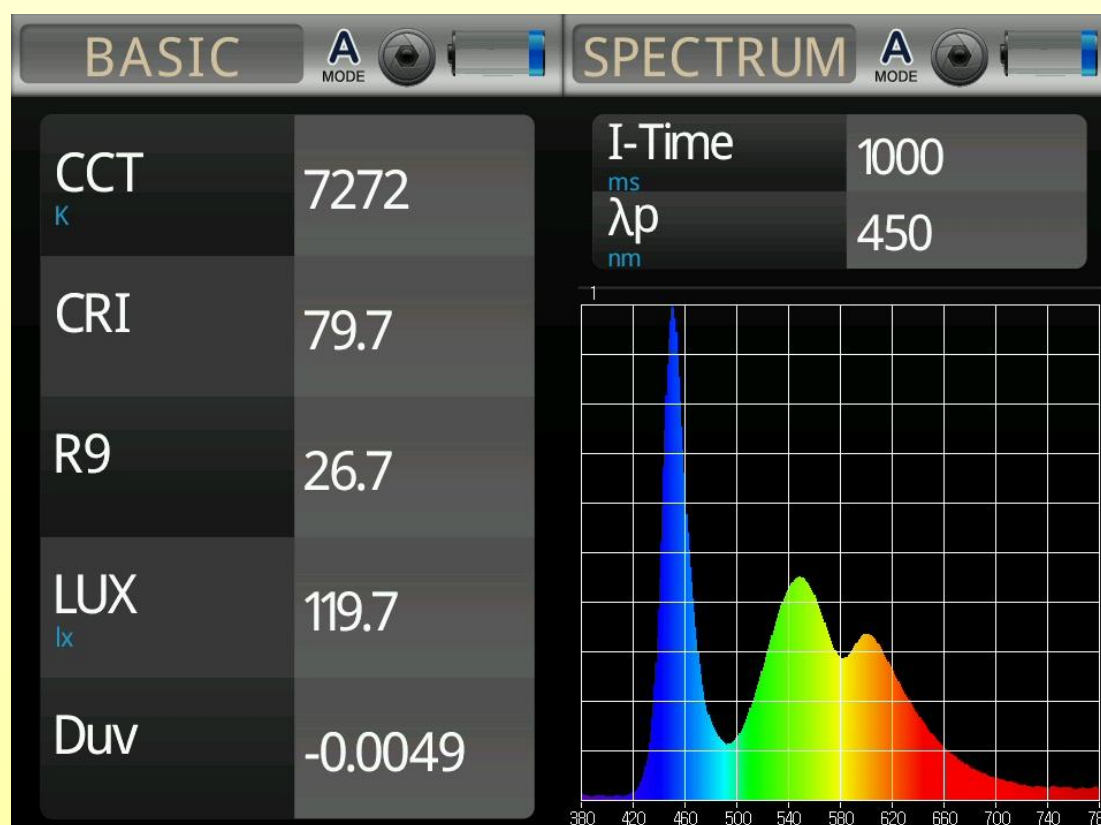 BASIC
A
MODE
CCT
K
7272
CRI
79.7
R9
26.7
LUX
lx
119.7
Duv
-0.0049
SPECTRUM
A
MODE
I-Time
ms
1000
λp
nm
450
1
380 420 460 500 540 580 620 660 700 740 78